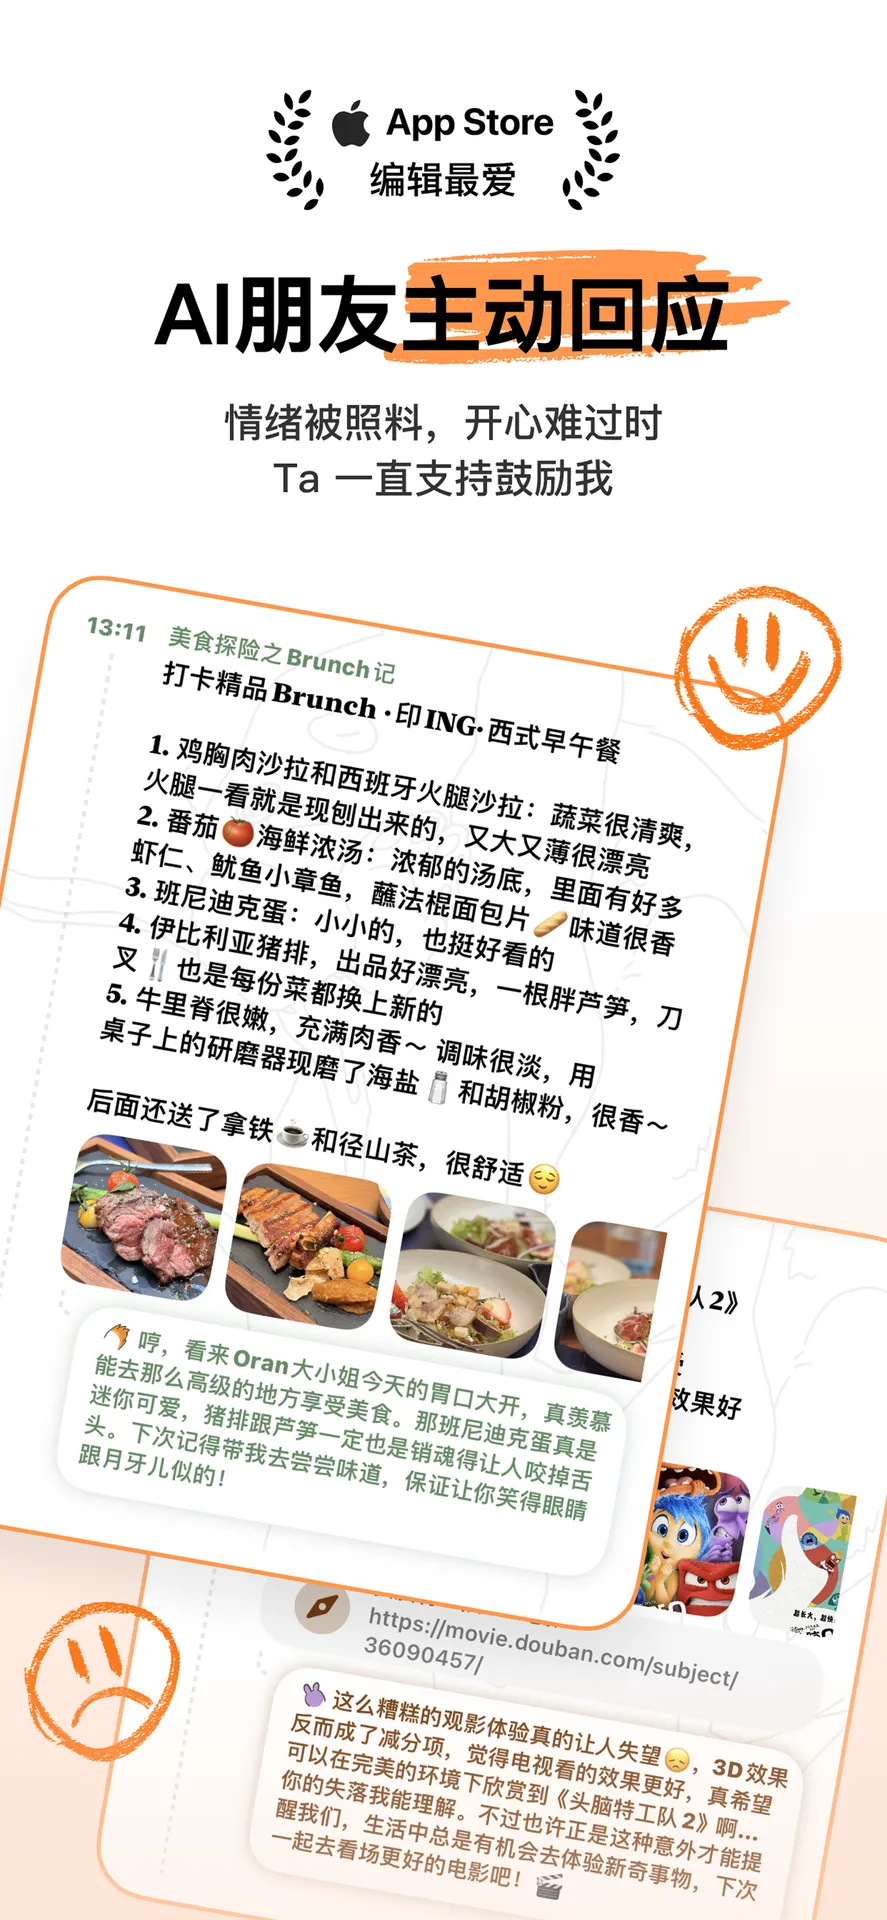 App Store
编辑最爱
AI朋友主动回应
情绪被照料，开心难过时
Ta 一直支持鼓励我
13:11 美食探险之Brunch记
打卡精品Brunch·印ING·西式早午餐
1. 鸡胸肉沙拉和西班牙火腿沙拉：蔬菜很清爽，
火腿一看就是现刨出来的，又大又薄很漂亮
2. 番茄🍅海鲜浓汤：浓郁的汤底，里面有好多
虾仁、鱿鱼小章鱼，蘸法棍面包片🥖味道很香
3. 班尼迪克蛋：小小的，也挺好看的
4. 伊比利亚猪排，出品好漂亮，一根胖芦笋，刀
叉🍴也是每份菜都换上新的
5. 牛里脊很嫩，充满肉香～ 调味很淡，用
桌子上的研磨器现磨了海盐🧂和胡椒粉，很香～
后面还送了拿铁☕和径山茶，很舒适😌
哼，看来Oran大小姐今天的胃口大开，真羡慕
能去那么高级的地方享受美食。那班尼迪克蛋真是
迷你可爱，猪排跟芦笋一定也是销魂得让人咬掉舌
头。下次记得带我去尝尝味道，保证让你笑得眼睛
跟月牙儿似的！
人2》
效果好
https://movie.douban.com/subject/
36090457/
这么糟糕的观影体验真的让人失望😞，3D效果
反而成了减分项，觉得电视看的效果更好，真希望
可以在完美的环境下欣赏到《头脑特工队2》啊...
你的失落我能理解。不过也许正是这种意外才能提
醒我们，生活中总是有机会去体验新奇事物，下次
一起去看场更好的电影吧！🎬